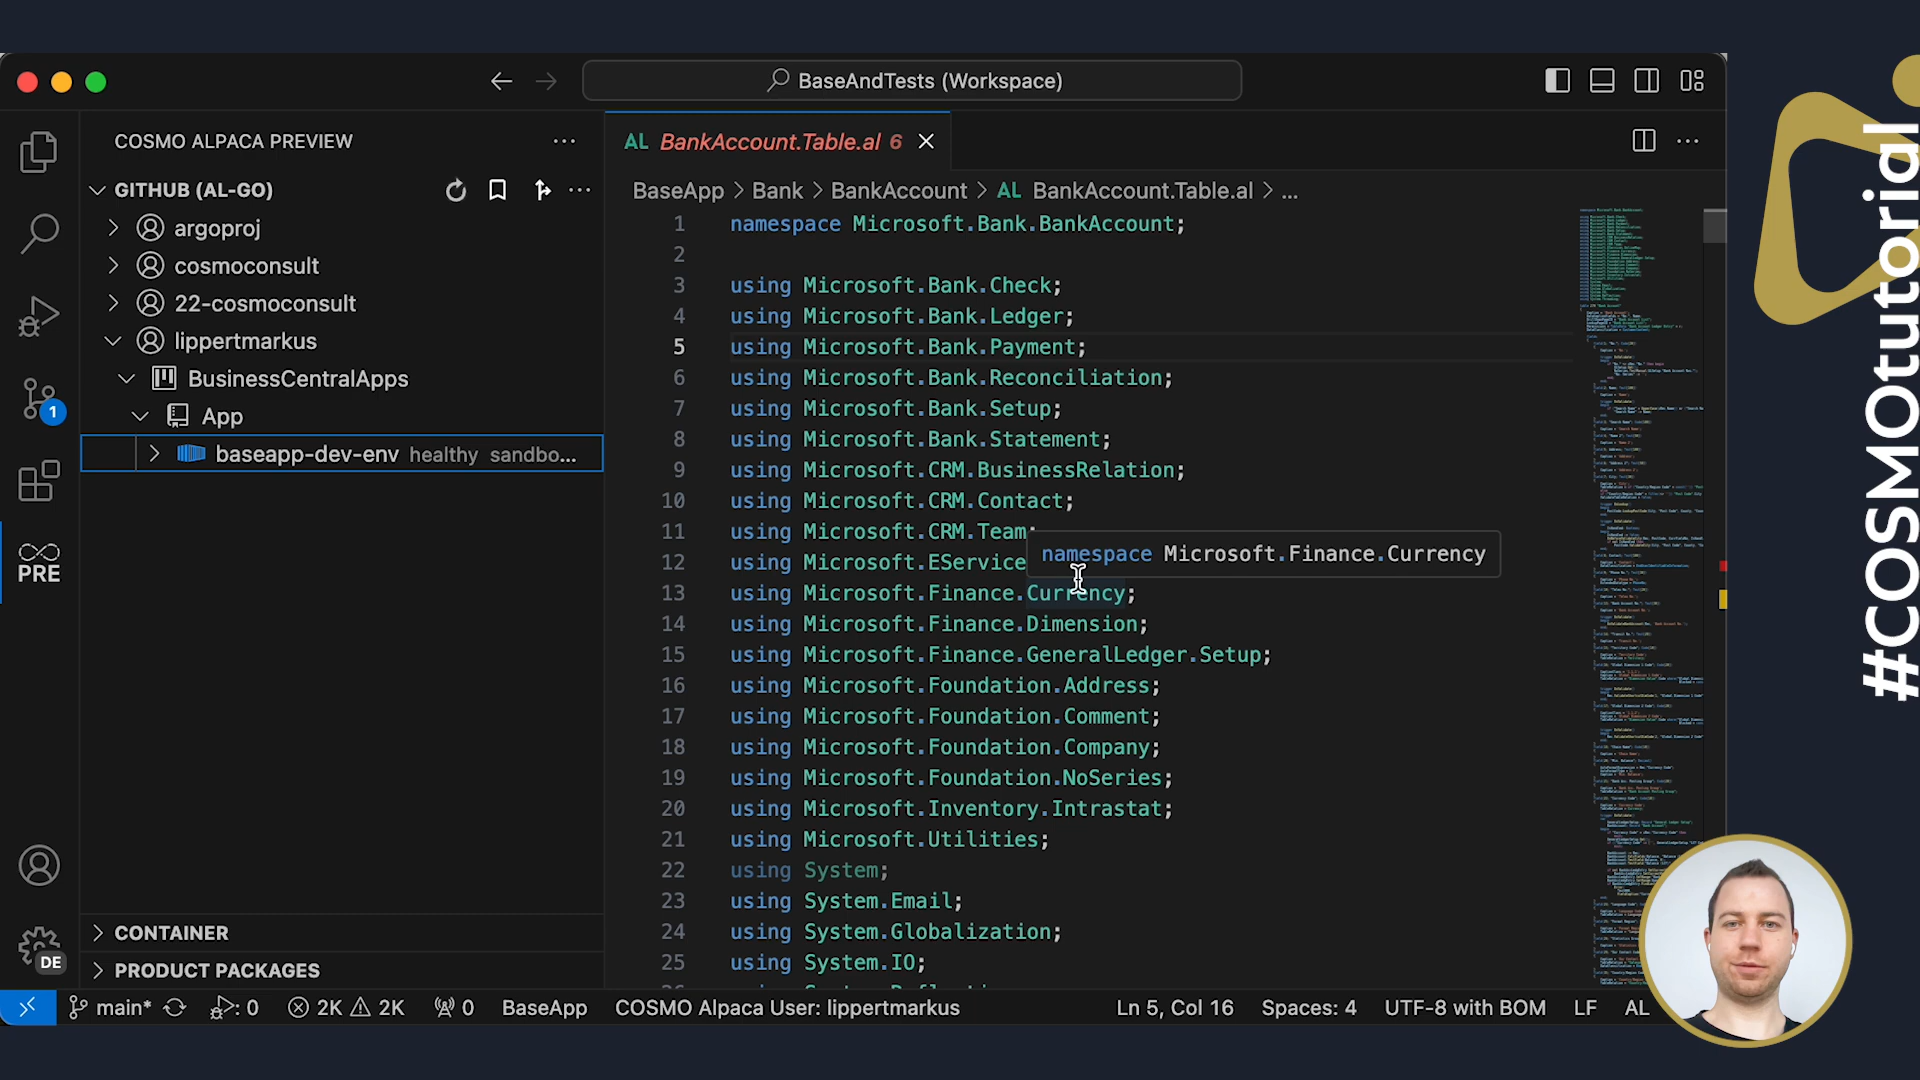 BaseAndTests (Workspace)
COSMO ALPACA PREVIEW
GITHUB (AL-GO)
argoproj
cosmoconsult
22-cosmoconsult
lippertmarkus
BusinessCentralApps
App
baseapp-dev-env healthy sandbo...
CONTAINER
PRODUCT PACKAGES
1
PRE
DE
AL BankAccount.Table.al 6
BaseApp > Bank > BankAccount > AL BankAccount.Table.al > ...
1 namespace Microsoft.Bank.BankAccount;
2
3 using Microsoft.Bank.Check;
4 using Microsoft.Bank.Ledger;
5 using Microsoft.Bank.Payment;
6 using Microsoft.Bank.Reconciliation;
7 using Microsoft.Bank.Setup;
8 using Microsoft.Bank.Statement;
9 using Microsoft.CRM.BusinessRelation;
10 using Microsoft.CRM.Contact;
11 using Microsoft.CRM.Team;
namespace Microsoft.Finance.Currency
12 using Microsoft.EService
13 using Microsoft.Finance.Currency;
14 using Microsoft.Finance.Dimension;
15 using Microsoft.Finance.GeneralLedger.Setup;
16 using Microsoft.Foundation.Address;
17 using Microsoft.Foundation.Comment;
18 using Microsoft.Foundation.Company;
19 using Microsoft.Foundation.NoSeries;
20 using Microsoft.Inventory.Intrastat;
21 using Microsoft.Utilities;
22 using System;
23 using System.Email;
24 using System.Globalization;
25 using System.IO;
main* 0 2K 2K 0 BaseApp COSMO Alpaca User: lippertmarkus Ln 5, Col 16 Spaces: 4 UTF-8 with BOM LF AL
#COSMOtutorial